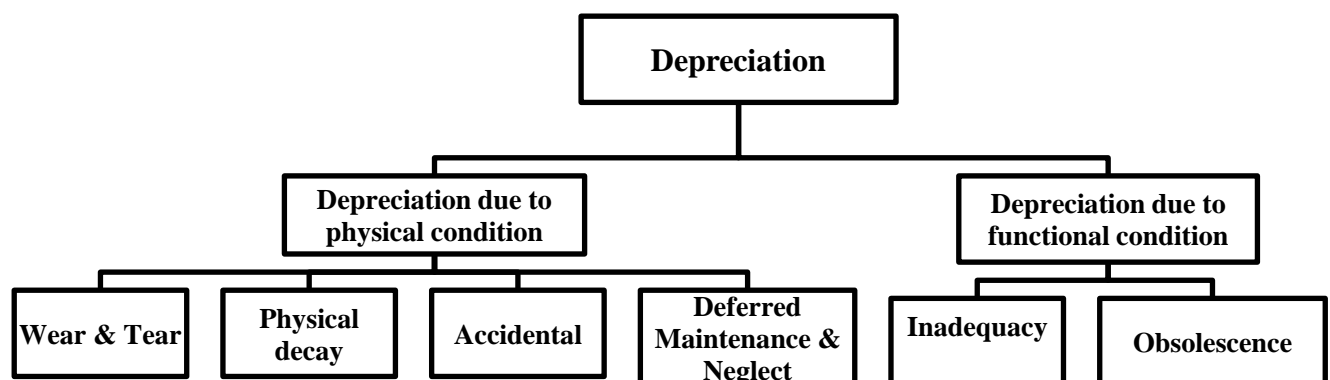 Depreciation
Depreciation due to
physical condition
Depreciation due to
functional condition
Wear & Tear
Physical
decay
Accidental
Deferred
Maintenance &
Neglect
Inadequacy
Obsolescence